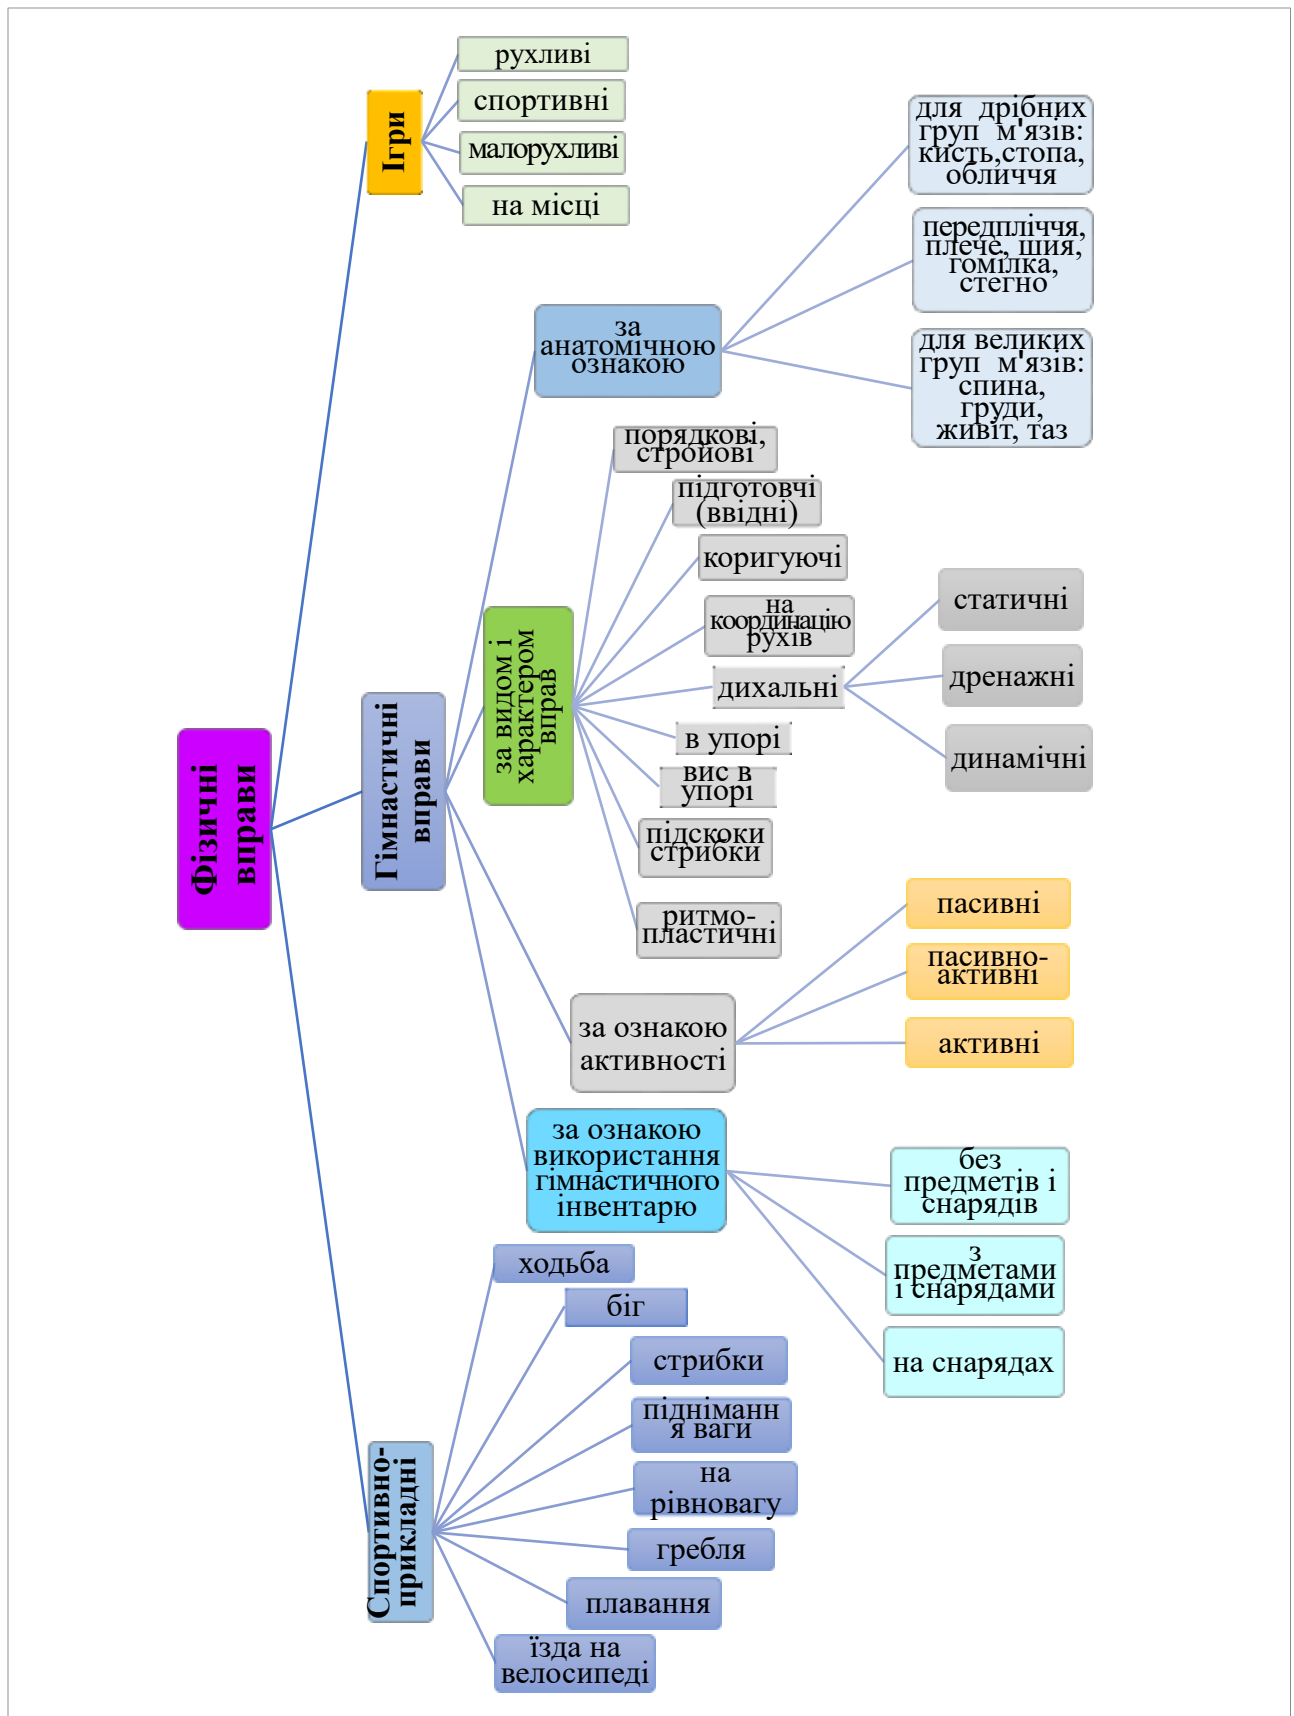 Фізичні
вправи
Ігри
рухливі
спортивні
малорухливі
на місці
Гімнастичні
вправи
за
анатомічною
ознакою
для дрібних
груп м'язів:
кисть,стопа,
обличчя
передпліччя,
плече, шия,
гомілка,
стегно
для великих
груп м'язів:
спина,
груди,
живіт, таз
за видом і
характером
вправ
порядкові,
стройові
підготовчі
(ввідні)
коригуючі
на
координацію
рухів
дихальні
статичні
дренажні
динамічні
в упорі
вис в
упорі
підскоки
стрибки
ритмо-
пластичні
за ознакою
активності
пасивні
пасивно-
активні
активні
за ознакою
використання
гімнастичного
інвентарю
без
предметів і
снарядів
з
предметами
і снарядами
на снарядах
Спортивно-
прикладні
ходьба
біг
стрибки
підніманн
я ваги
на
рівновагу
гребля
плавання
їзда на
велосипеді